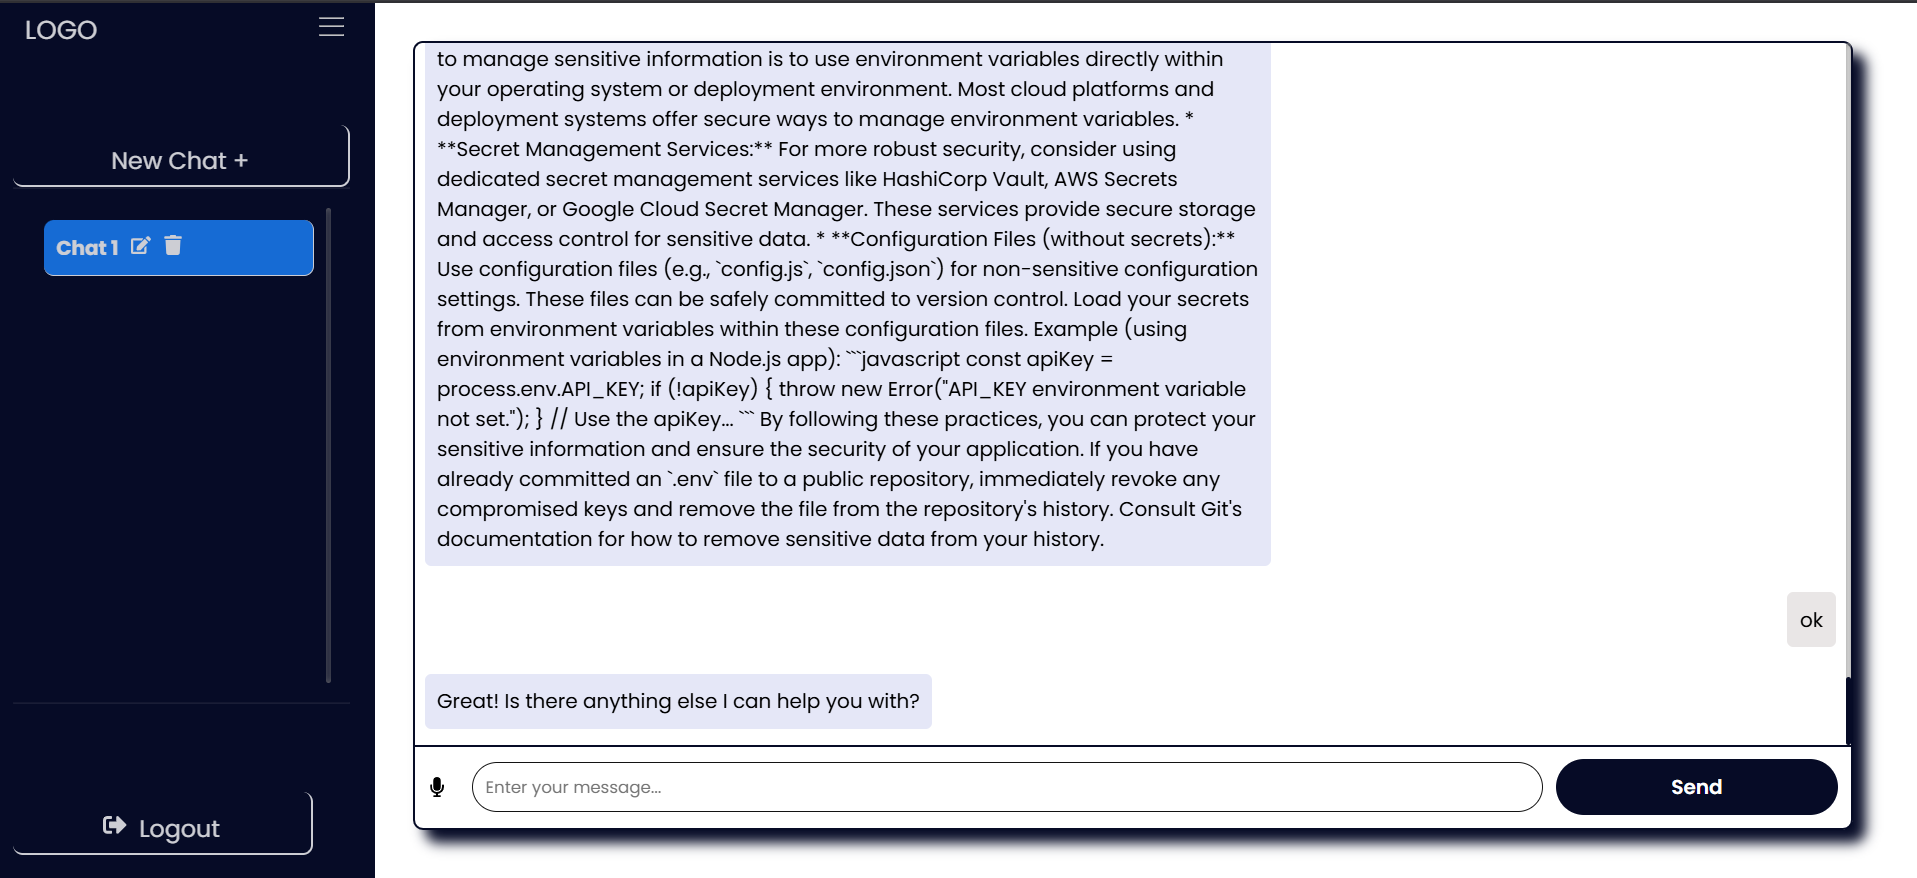 LOGO
New Chat +
Chat 1
Logout
to manage sensitive information is to use environment variables directly within
your operating system or deployment environment. Most cloud platforms and
deployment systems offer secure ways to manage environment variables. *
**Secret Management Services:** For more robust security, consider using
dedicated secret management services like HashiCorp Vault, AWS Secrets
Manager, or Google Cloud Secret Manager. These services provide secure storage
and access control for sensitive data. * **Configuration Files (without secrets):**
Use configuration files (e.g., `config.js`, `config.json`) for non-sensitive configuration
settings. These files can be safely committed to version control. Load your secrets
from environment variables within these configuration files. Example (using
environment variables in a Node.js app): ```javascript const apiKey =
process.env.API_KEY; if (!apiKey) { throw new Error("API_KEY environment variable
not set."); } // Use the apiKey... ``` By following these practices, you can protect your
sensitive information and ensure the security of your application. If you have
already committed an `.env` file to a public repository, immediately revoke any
compromised keys and remove the file from the repository's history. Consult Git's
documentation for how to remove sensitive data from your history.
ok
Great! Is there anything else I can help you with?
Enter your message...
Send